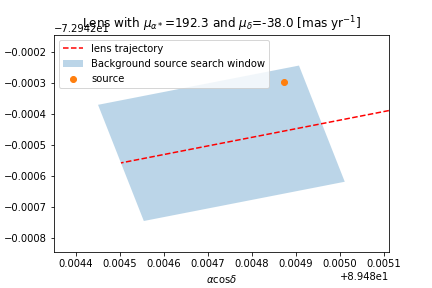 Lens with μα*=192.3 and μδ=-38.0 [mas yr⁻¹]
−7.2942e1
lens trajectory
Background source search window
source
−0.0002
−0.0003
−0.0004
−0.0005
−0.0006
−0.0007
−0.0008
0.0044 0.0045 0.0046 0.0047 0.0048 0.0049 0.0050 0.0051
+8.948e1
αcosδ